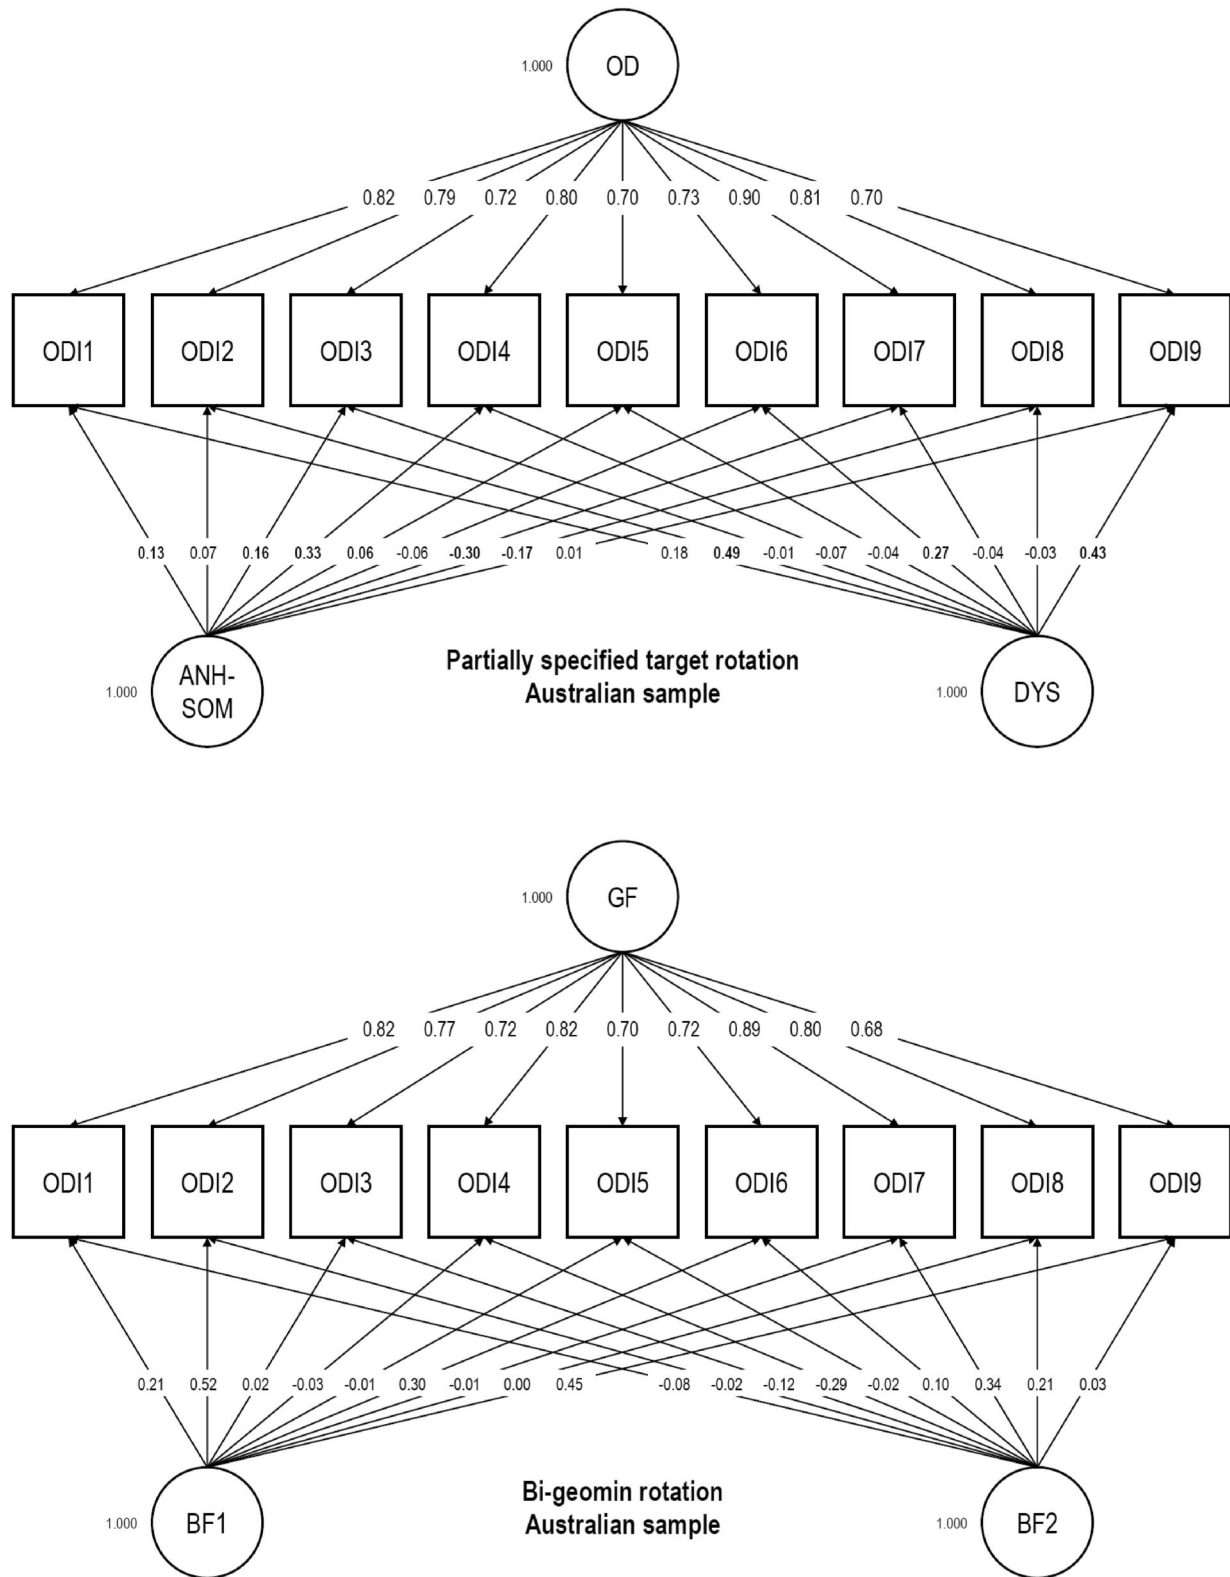 1.000 OD
0.82 0.79 0.72 0.80 0.70 0.73 0.90 0.81 0.70
ODI1 ODI2 ODI3 ODI4 ODI5 ODI6 ODI7 ODI8 ODI9
0.13 0.07 0.16 0.33 0.06 -0.06 -0.30 -0.17 0.01 0.18 0.49 -0.01 -0.07 -0.04 0.27 -0.04 -0.03 0.43
1.000 ANH-
SOM
Partially specified target rotation
Australian sample
1.000 DYS
1.000 GF
0.82 0.77 0.72 0.82 0.70 0.72 0.89 0.80 0.68
ODI1 ODI2 ODI3 ODI4 ODI5 ODI6 ODI7 ODI8 ODI9
0.21 0.52 0.02 -0.03 -0.01 0.30 -0.01 0.00 0.45 -0.08 -0.02 -0.12 -0.29 -0.02 0.10 0.34 0.21 0.03
1.000 BF1
Bi-geomin rotation
Australian sample
1.000 BF2